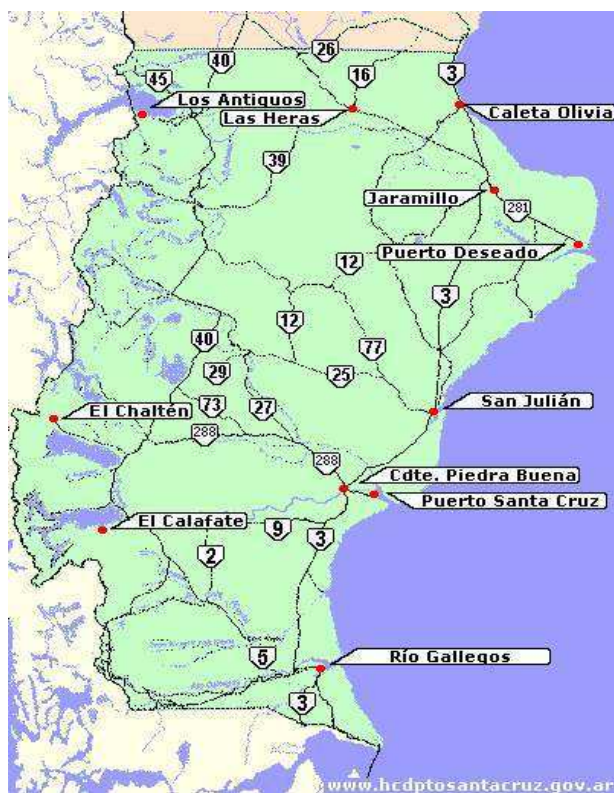 26
40
3
45
16
Los Antiguos
Las Heras
Caleta Olivia
39
Jaramillo
281
Puerto Deseado
12
3
12
40
77
29
25
73
27
El Chaltén
San Julián
288
288
Cdte. Piedra Buena
Puerto Santa Cruz
El Calafate
9
3
2
Río Gallegos
5
3
www.hcdptosantacruz.gov.ar